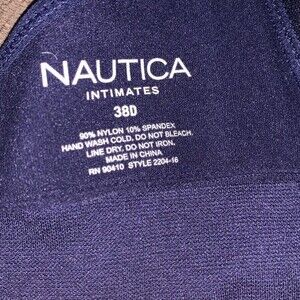 NAUTICA
INTIMATES
38D
90% NYLON 10% SPANDEX
HAND WASH COLD. DO NOT BLEACH.
LINE DRY. DO NOT IRON.
MADE IN CHINA
RN 90410 STYLE 2204-16